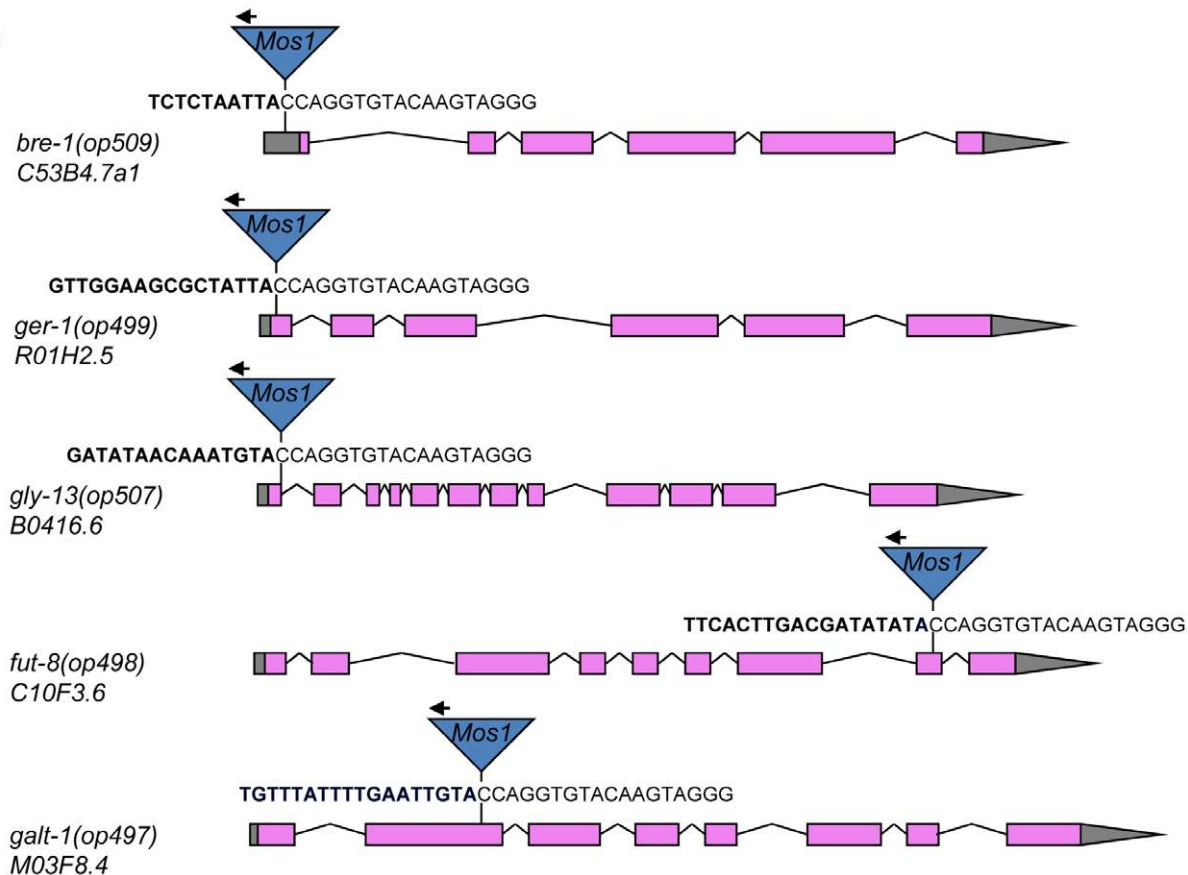 Mos1
TCTCTAATTACCAGGTGTACAAGTAGGG
bre-1(op509)
C53B4.7a1
Mos1
GTTGGAAGCGCTATTACCAGGTGTACAAGTAGGG
ger-1(op499)
R01H2.5
Mos1
GATATAACAAATGTACCAGGTGTACAAGTAGGG
gly-13(op507)
B0416.6
Mos1
TTCACTTGACGATATATACCAGGTGTACAAGTAGGG
fut-8(op498)
C10F3.6
Mos1
TGTTTATTTTGAATTGTACCAGGTGTACAAGTAGGG
galt-1(op497)
M03F8.4